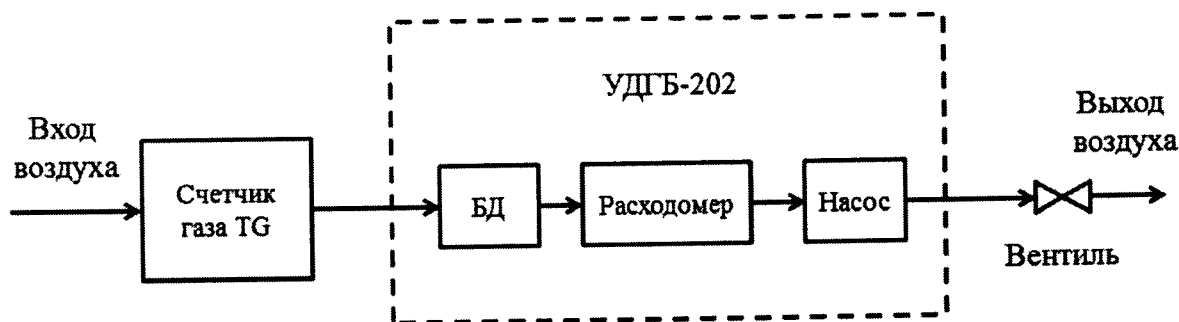 УДГБ-202
Вход
воздуха
Выход
воздуха
Счетчик
газа TG
БД
Расходомер
Насос
Вентиль